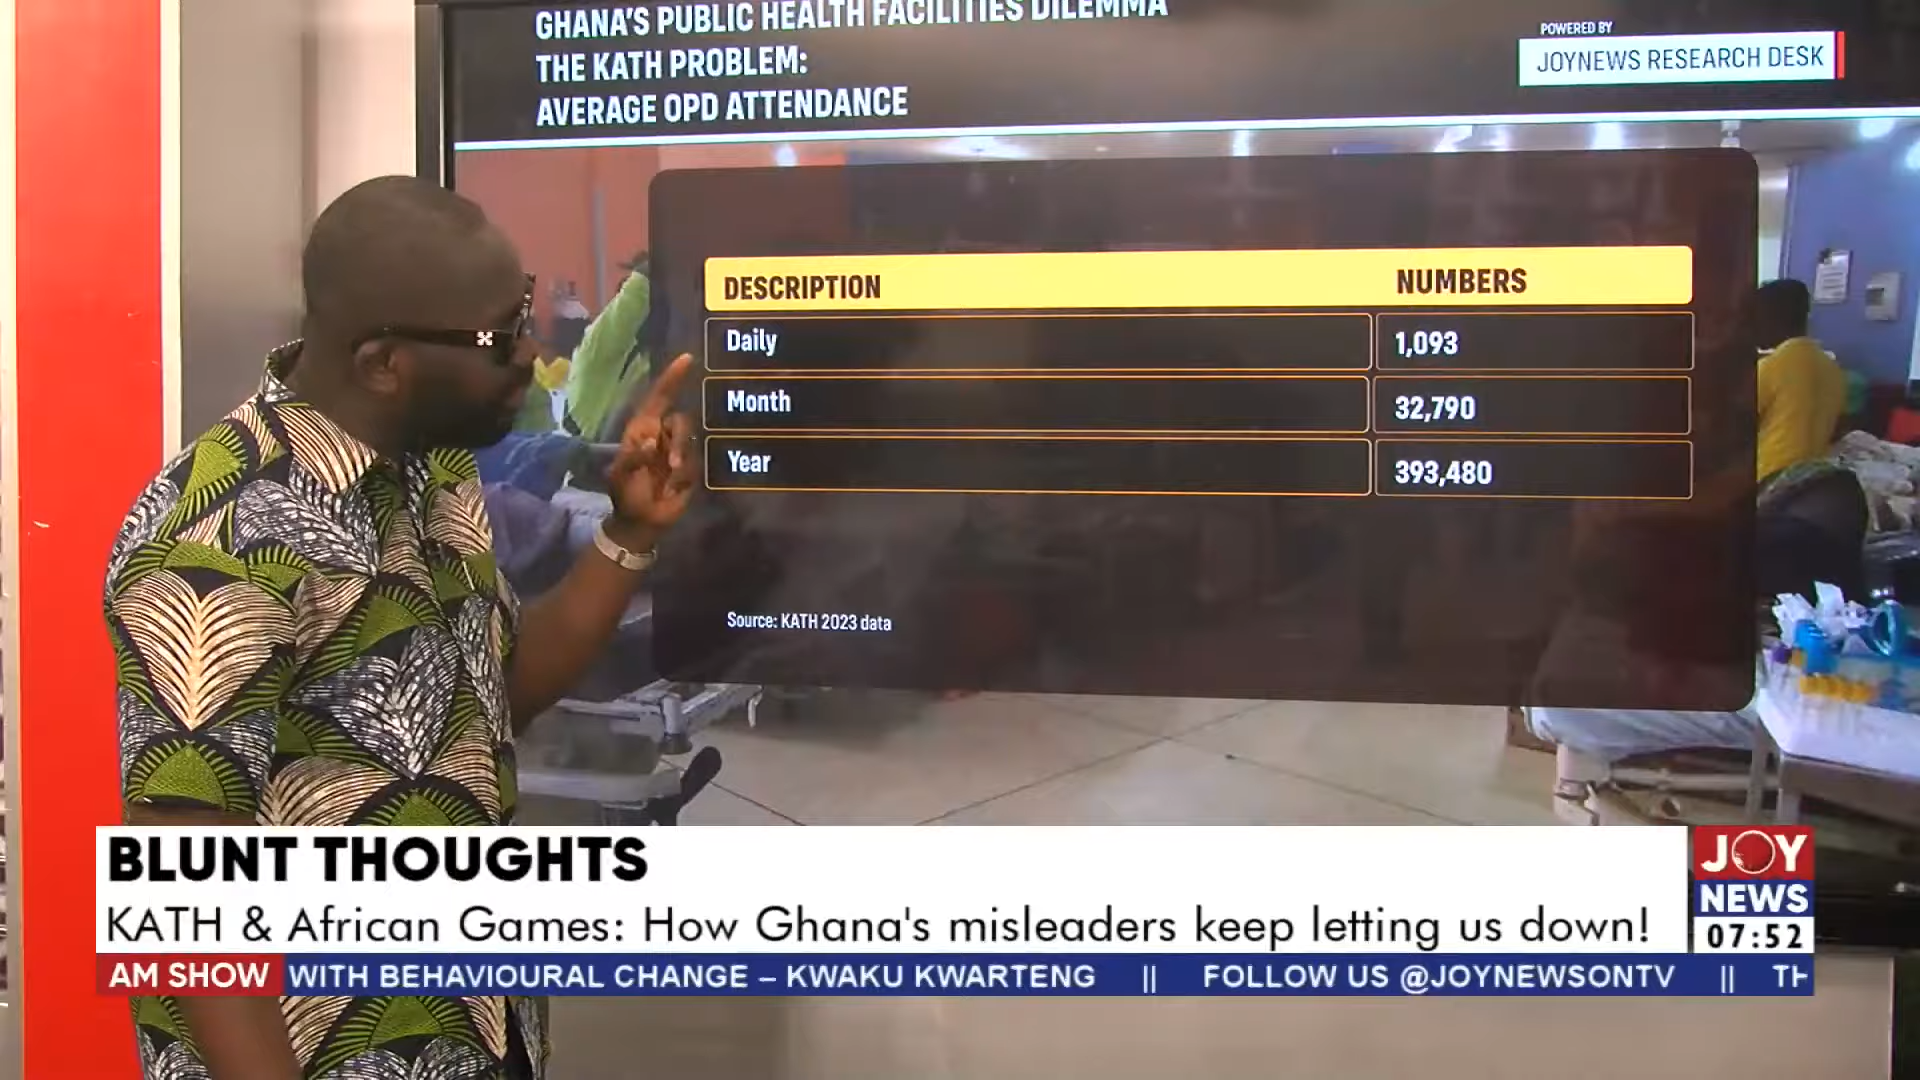 GHANA'S PUBLIC HEALTH FACILITIES DILEMMA
THE KATH PROBLEM:
AVERAGE OPD ATTENDANCE
POWERED BY
JOYNEWS RESEARCH DESK
DESCRIPTION NUMBERS
Daily 1,093
Month 32,790
Year 393,480
Source: KATH 2023 data
BLUNT THOUGHTS
KATH & African Games: How Ghana's misleaders keep letting us down!
JOY
NEWS
07:52
AM SHOW WITH BEHAVIOURAL CHANGE – KWAKU KWARTENG || FOLLOW US @JOYNEWSONTV || TH